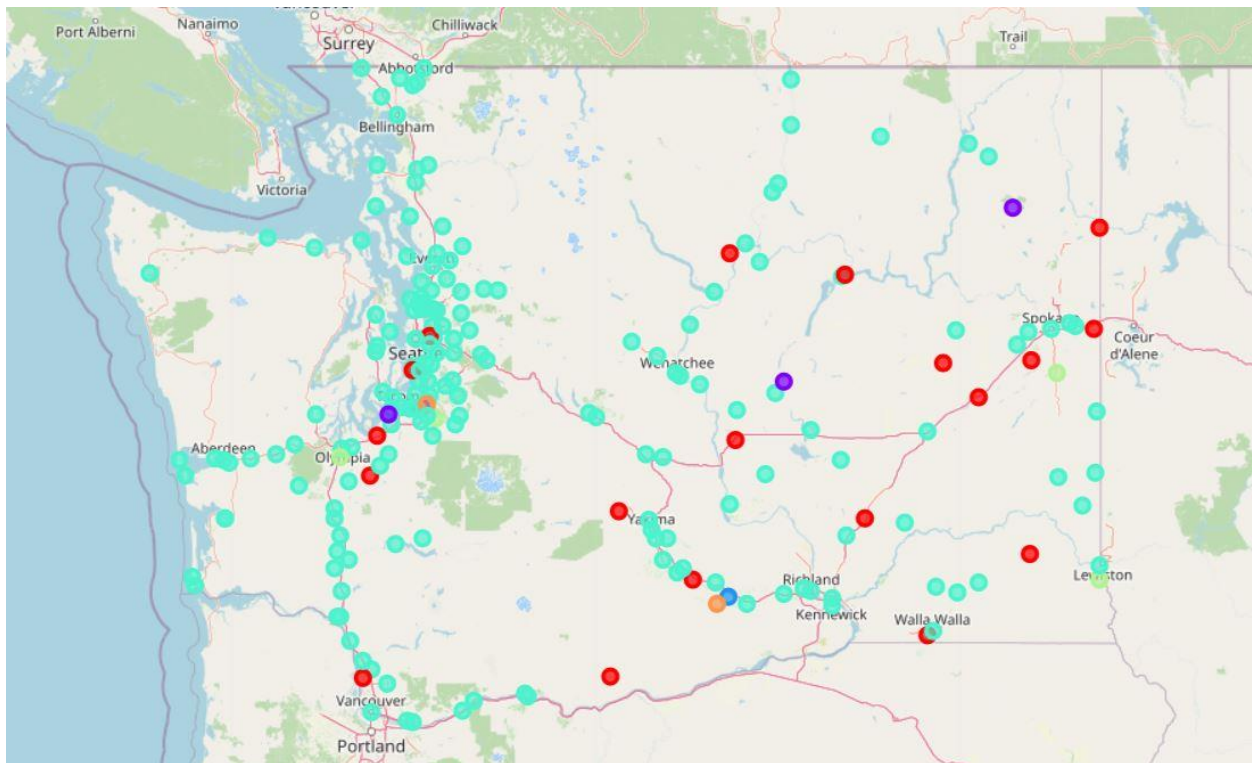 Nanaimo
Port Alberni
Surrey
Chilliwack
Trail
Abbotsford
Bellingham
Victoria
Spokane
Coeur
d'Alene
Wenatchee
Aberdeen
Olympia
Yakima
Richland
Kennewick
Lewiston
Walla Walla
Vancouver
Portland